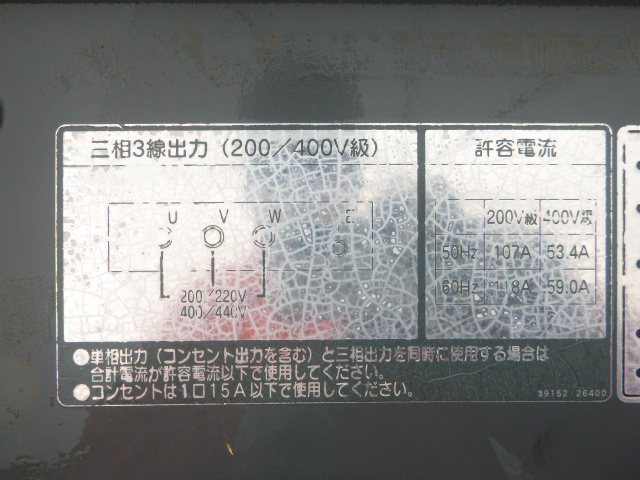 三相3線出力（200／400V級）
U V W E
200／220V
400／440V
許容電流
200V級 400V級
50Hz 107A 53.4A
60Hz 59.0A
●単相出力（コンセント出力を含む）と三相出力を同時に使用する場合は
合計電流が許容電流以下で使用してください。
●コンセントは1口15A以下で使用してください。
39152 26400